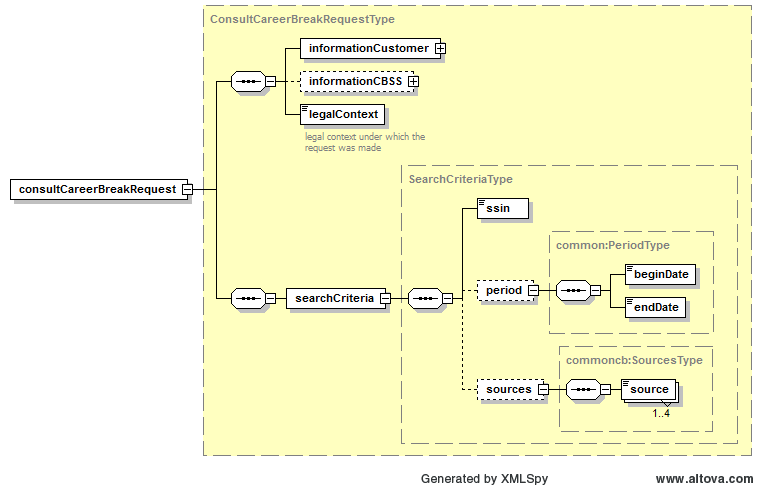 ConsultCareerBreakRequestType
informationCustomer
informationCBSS
legalContext
legal context under which the
request was made
consultCareerBreakRequest
SearchCriteriaType
ssin
common:PeriodType
beginDate
period
endDate
searchCriteria
commoncb:SourcesType
sources
source
1..4
Generated by XMLSpy
www.altova.com